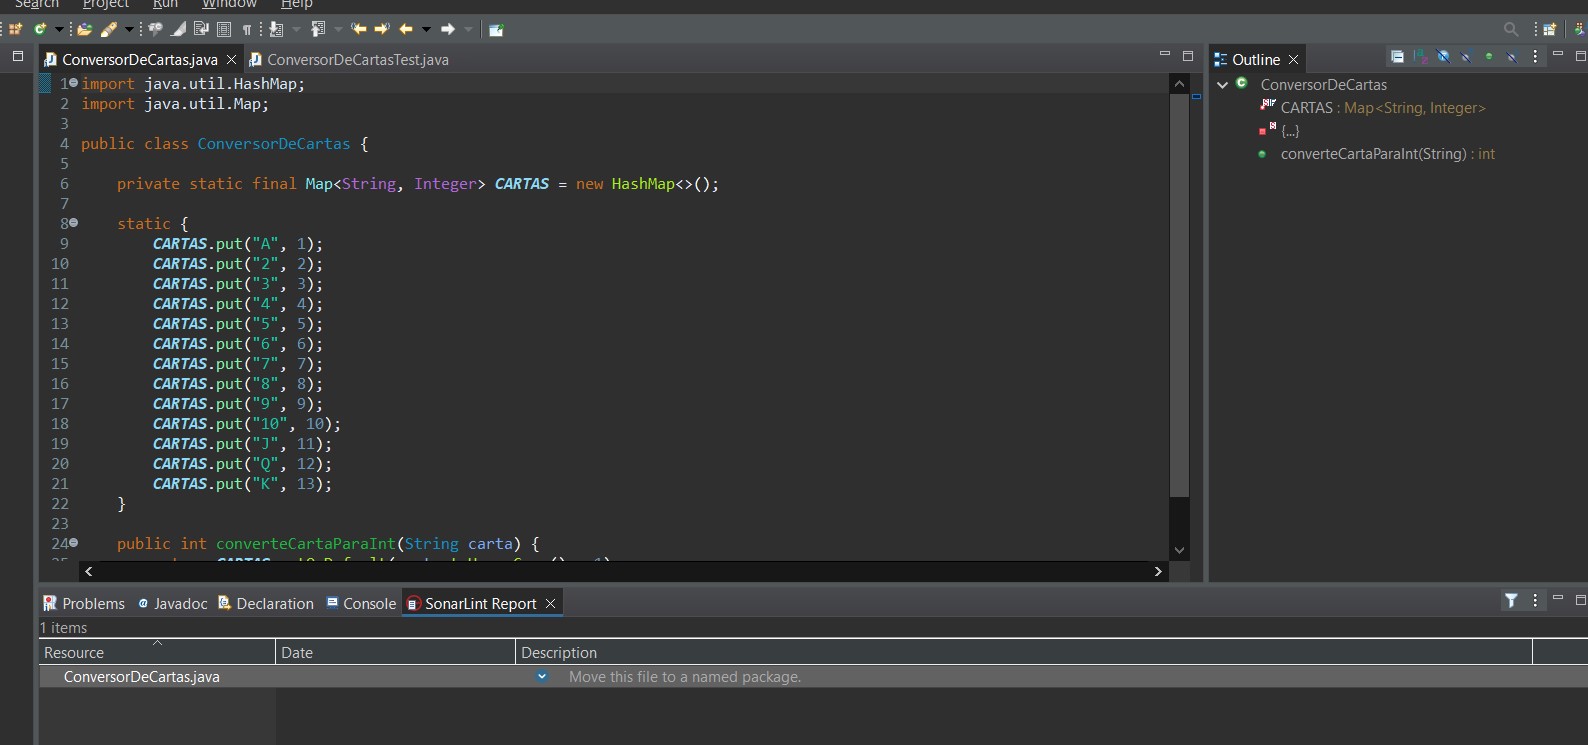 Search Project Run Window Help
ConversorDeCartas.java ConversorDeCartasTest.java
1 import java.util.HashMap;
2 import java.util.Map;
3
4 public class ConversorDeCartas {
5
6 private static final Map<String, Integer> CARTAS = new HashMap<>();
7
8 static {
9 CARTAS.put("A", 1);
10 CARTAS.put("2", 2);
11 CARTAS.put("3", 3);
12 CARTAS.put("4", 4);
13 CARTAS.put("5", 5);
14 CARTAS.put("6", 6);
15 CARTAS.put("7", 7);
16 CARTAS.put("8", 8);
17 CARTAS.put("9", 9);
18 CARTAS.put("10", 10);
19 CARTAS.put("J", 11);
20 CARTAS.put("Q", 12);
21 CARTAS.put("K", 13);
22 }
23
24 public int converteCartaParaInt(String carta) {
Outline
ConversorDeCartas
CARTAS : Map<String, Integer>
{...}
converteCartaParaInt(String) : int
Problems Javadoc Declaration Console SonarLint Report
1 items
Resource Date Description
ConversorDeCartas.java Move this file to a named package.